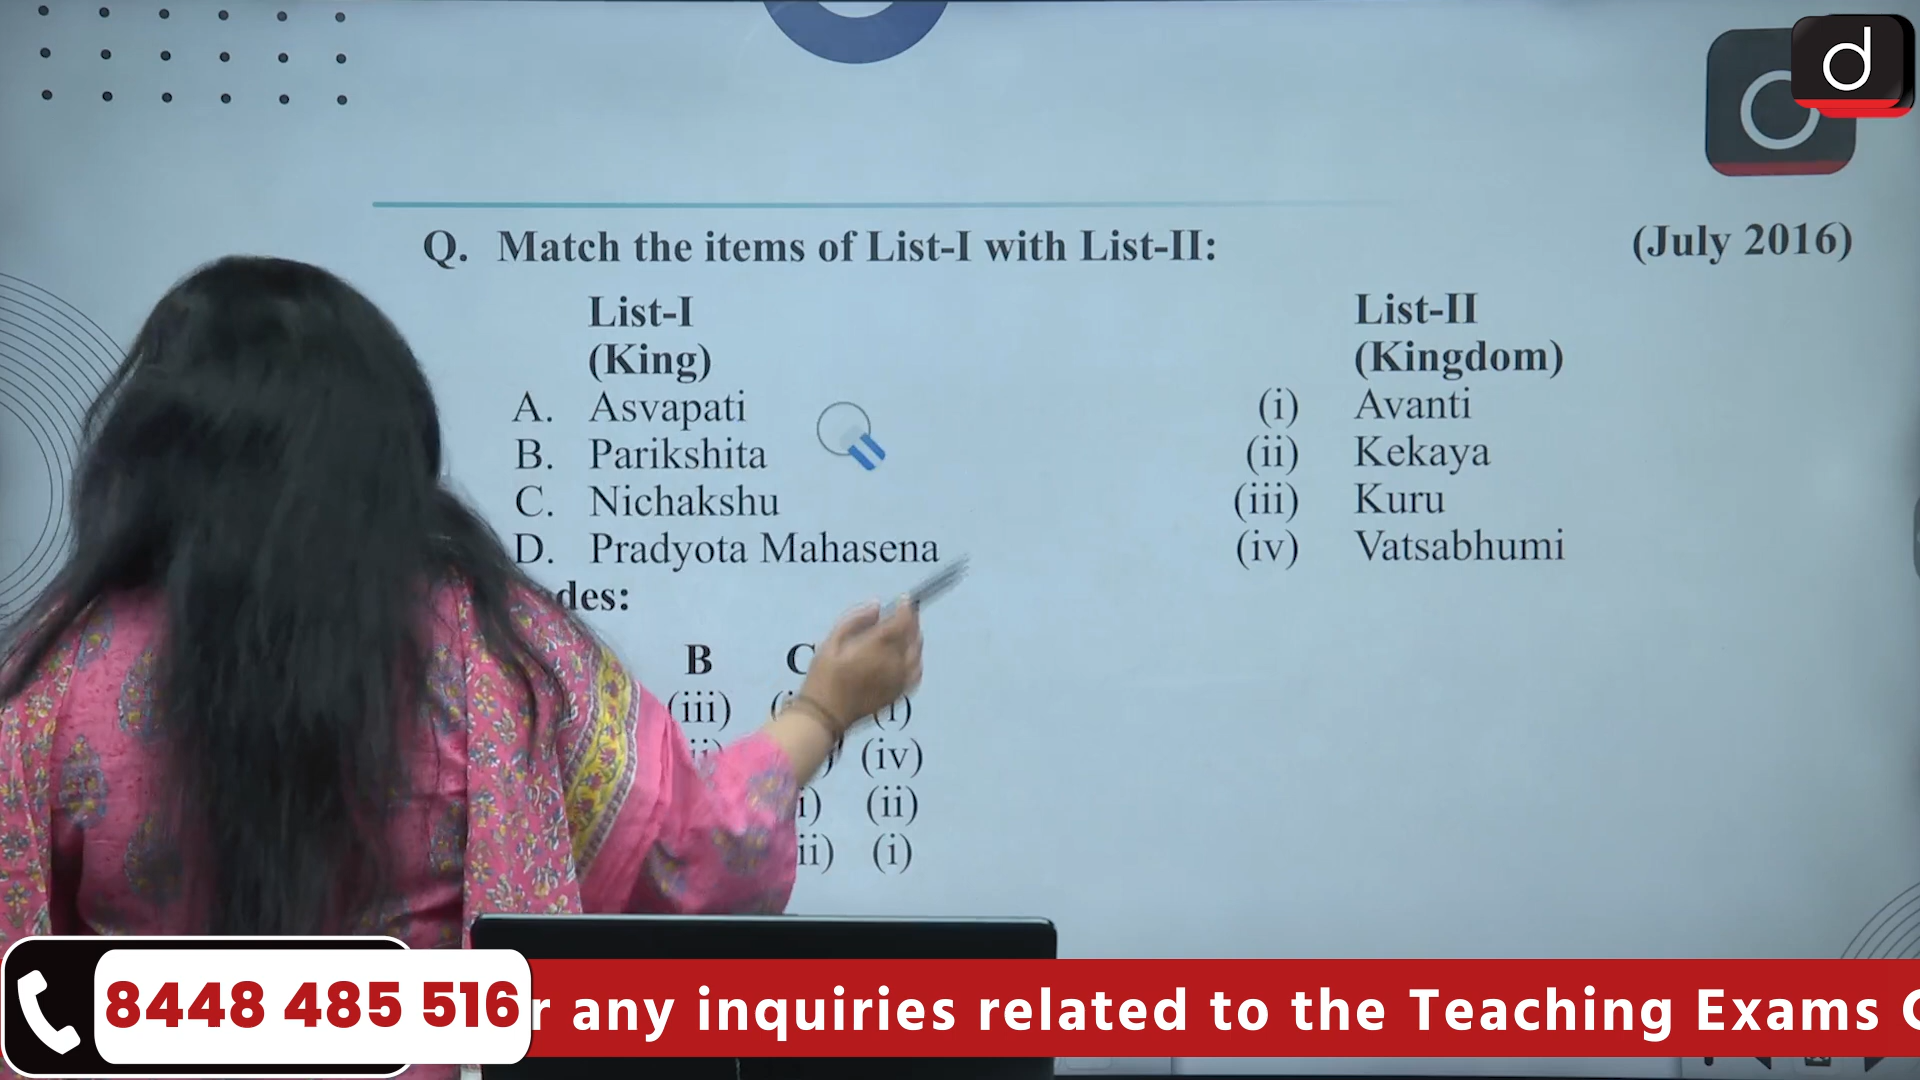 d
Q. Match the items of List-I with List-II:
(July 2016)
List-I
List-II
(King)
(Kingdom)
A. Asvapati
(i) Avanti
B. Parikshita
(ii) Kekaya
C. Nichakshu
(iii) Kuru
D. Pradyota Mahasena
(iv) Vatsabhumi
des:
B C
(iii) (i)
(iv)
(ii)
(i)
8448 485 516
r any inquiries related to the Teaching Exams